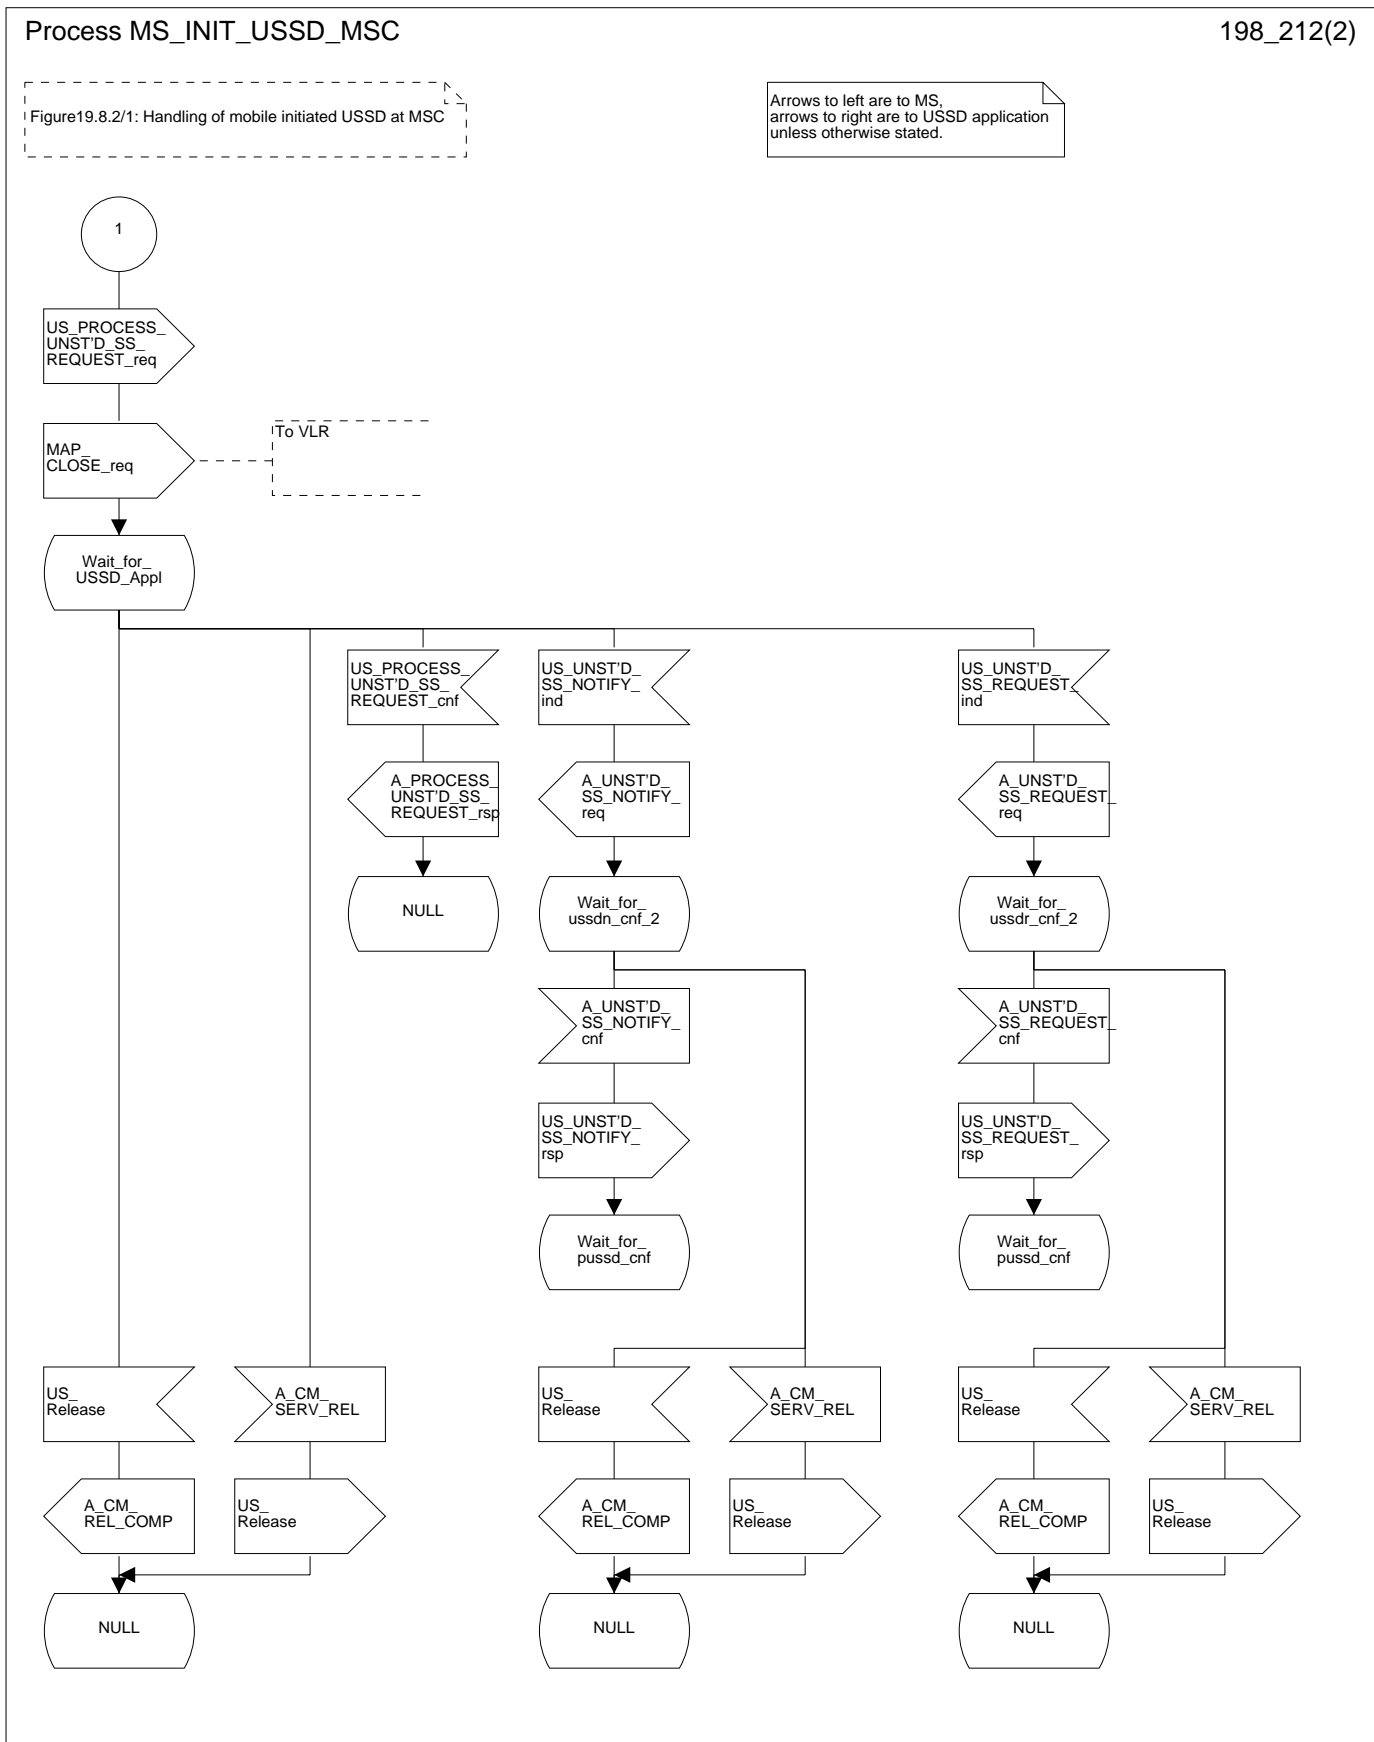 Process MS_INIT_USSD_MSC
198_212(2)
Figure19.8.2/1: Handling of mobile initiated USSD at MSC
Arrows to left are to MS,
arrows to right are to USSD application
unless otherwise stated.
1
US_PROCESS_
UNST'D_SS_
REQUEST_req
MAP_
CLOSE_req
To VLR
Wait_for_
USSD_Appl
US_PROCESS_
UNST'D_SS_
REQUEST_cnf
US_UNST'D_
SS_NOTIFY_
ind
US_UNST'D_
SS_REQUEST_
ind
A_PROCESS_
UNST'D_SS_
REQUEST_rsp
A_UNST'D_
SS_NOTIFY_
req
A_UNST'D_
SS_REQUEST_
req
NULL
Wait_for_
ussdn_cnf_2
Wait_for_
ussdr_cnf_2
A_UNST'D_
SS_NOTIFY_
cnf
A_UNST'D_
SS_REQUEST_
cnf
US_UNST'D_
SS_NOTIFY_
rsp
US_UNST'D_
SS_REQUEST_
rsp
Wait_for_
pussd_cnf
Wait_for_
pussd_cnf
US_
Release
A_CM_
SERV_REL
US_
Release
A_CM_
SERV_REL
US_
Release
A_CM_
SERV_REL
A_CM_
REL_COMP
US_
Release
A_CM_
REL_COMP
US_
Release
A_CM_
REL_COMP
US_
Release
NULL
NULL
NULL